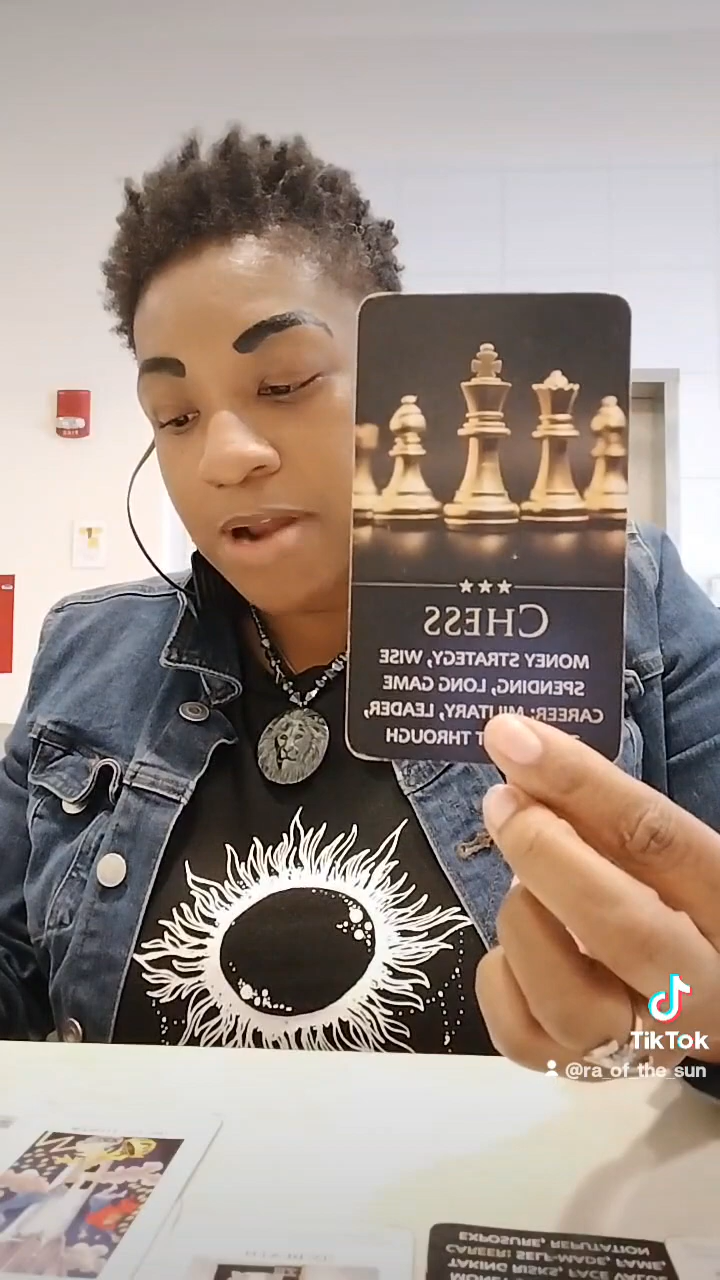 CHESS
MONEY STRATEGY, WISE
SPENDING, LONG GAME
CAREER: MILITARY, LEADER,
THROUGH
TikTok
@ra_of_the_sun
EXPOSURE, REPUTATION
CAREER: SELF-MADE, FAME,
TAKING RISKS, FACE